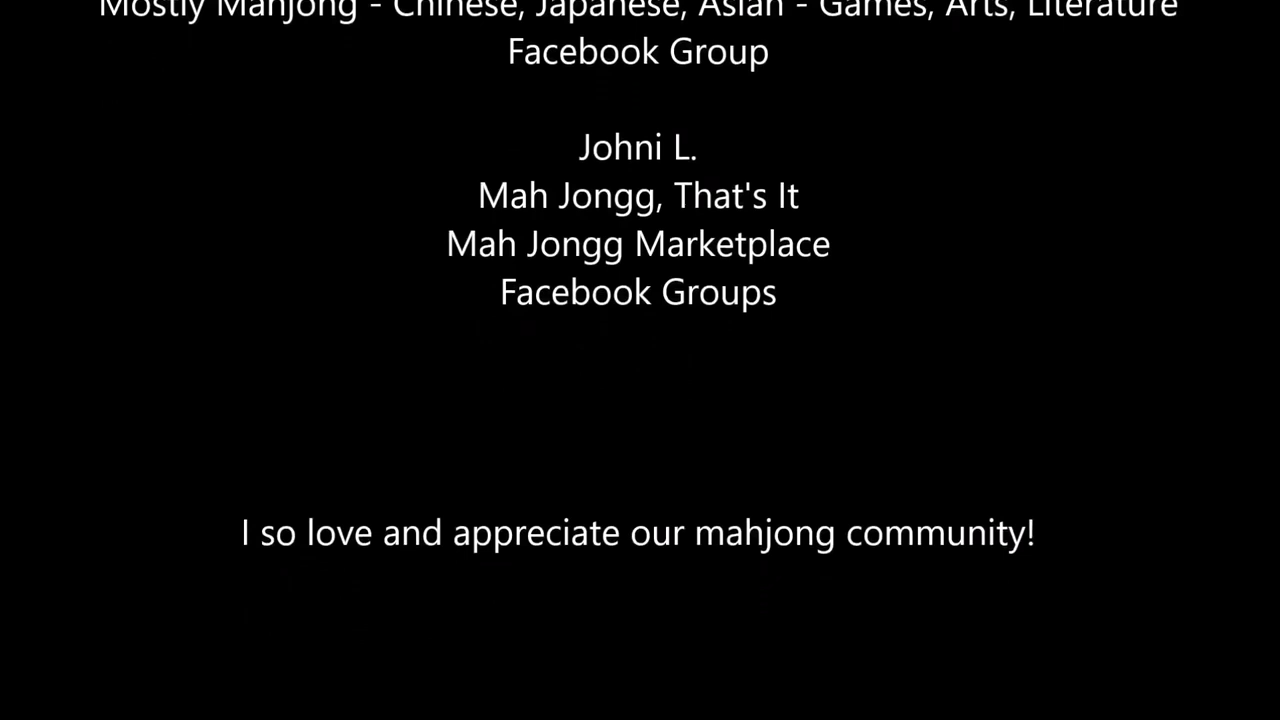 Mostly Mahjong - Chinese, Japanese, Asian - Games, Arts, Literature
Facebook Group
Johni L.
Mah Jongg, That's It
Mah Jongg Marketplace
Facebook Groups
I so love and appreciate our mahjong community!